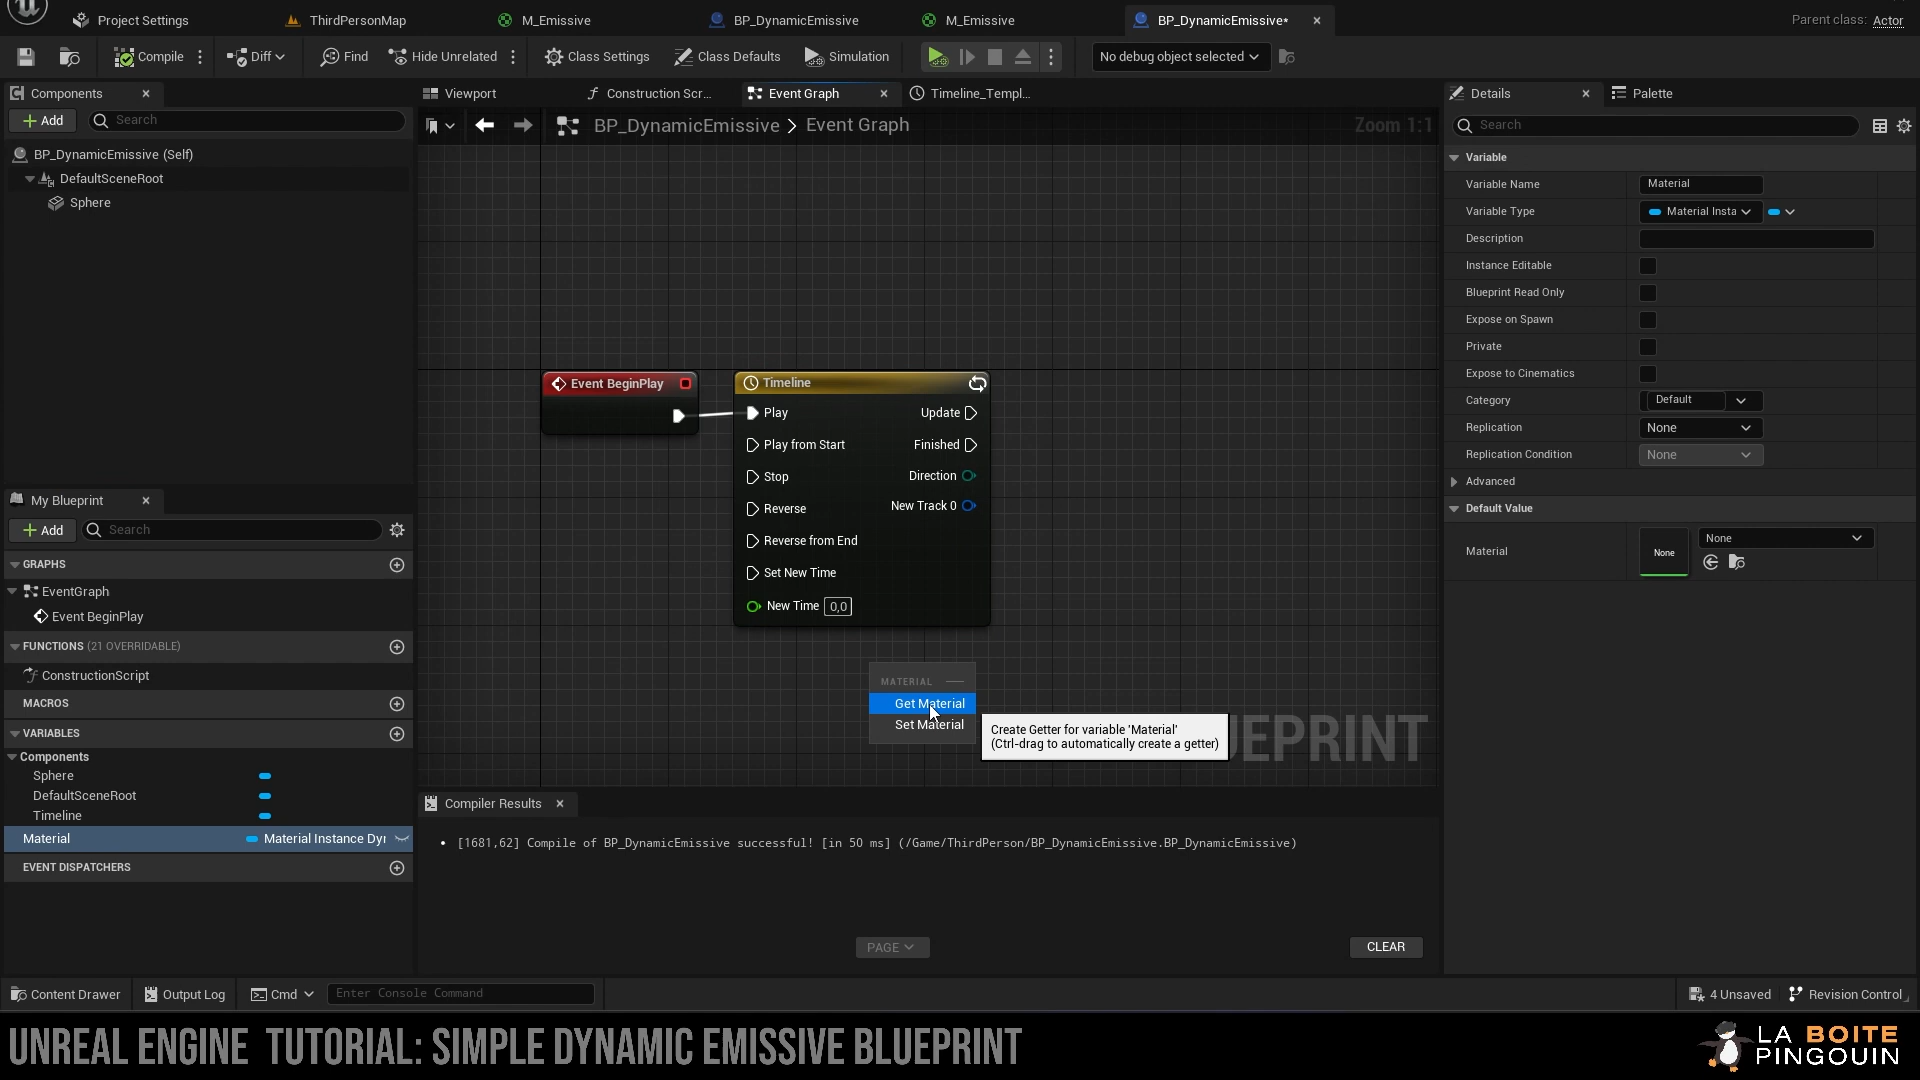 Project Settings
ThirdPersonMap
M_Emissive
BP_DynamicEmissive
M_Emissive
BP_DynamicEmissive*
Parent class: Actor
Compile
Diff
Find
Hide Unrelated
Class Settings
Class Defaults
Simulation
No debug object selected
Components
Add
Search
BP_DynamicEmissive (Self)
DefaultSceneRoot
Sphere
My Blueprint
Add
Search
GRAPHS
EventGraph
Event BeginPlay
FUNCTIONS (21 OVERRIDABLE)
ConstructionScript
MACROS
VARIABLES
Components
Sphere
DefaultSceneRoot
Timeline
Material Material Instance Dyi
EVENT DISPATCHERS
Viewport
Construction Scr...
Event Graph
Timeline_Templ...
BP_DynamicEmissive > Event Graph
Zoom 1:1
Event BeginPlay
Timeline
Play Update
Play from Start Finished
Stop Direction
Reverse New Track 0
Reverse from End
Set New Time
New Time 0,0
MATERIAL
Get Material
Set Material
Create Getter for variable 'Material'
(Ctrl-drag to automatically create a getter)
EPRINT
Compiler Results
[1681,62] Compile of BP_DynamicEmissive successful! [in 50 ms] (/Game/ThirdPerson/BP_DynamicEmissive.BP_DynamicEmissive)
PAGE
CLEAR
Details
Palette
Search
Variable
Variable Name Material
Variable Type Material Insta
Description
Instance Editable
Blueprint Read Only
Expose on Spawn
Private
Expose to Cinematics
Category Default
Replication None
Replication Condition None
Advanced
Default Value
Material None None
Content Drawer
Output Log
Cmd
Enter Console Command
4 Unsaved
Revision Control
UNREAL ENGINE TUTORIAL: SIMPLE DYNAMIC EMISSIVE BLUEPRINT
LA BOITE
PINGOUIN